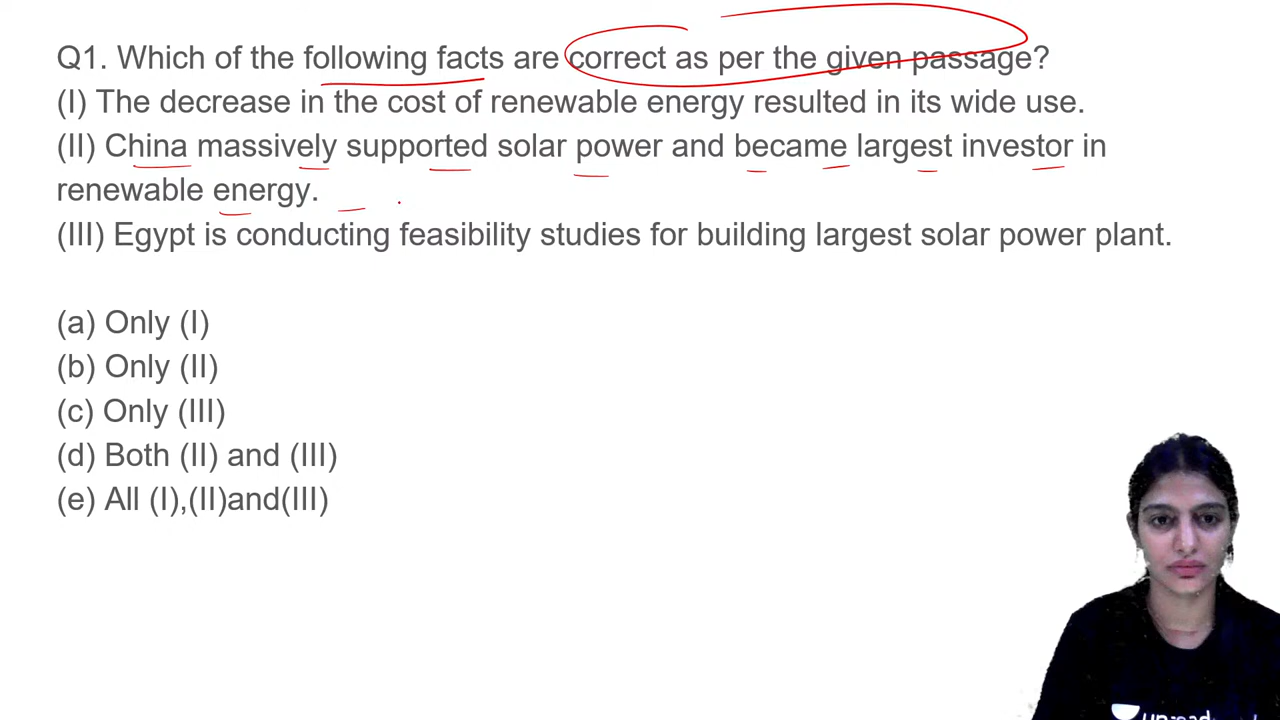 Q1. Which of the following facts are correct as per the given passage?
(I) The decrease in the cost of renewable energy resulted in its wide use.
(II) China massively supported solar power and became largest investor in
renewable energy.
(III) Egypt is conducting feasibility studies for building largest solar power plant.
(a) Only (I)
(b) Only (II)
(c) Only (III)
(d) Both (II) and (III)
(e) All (I),(II)and(III)